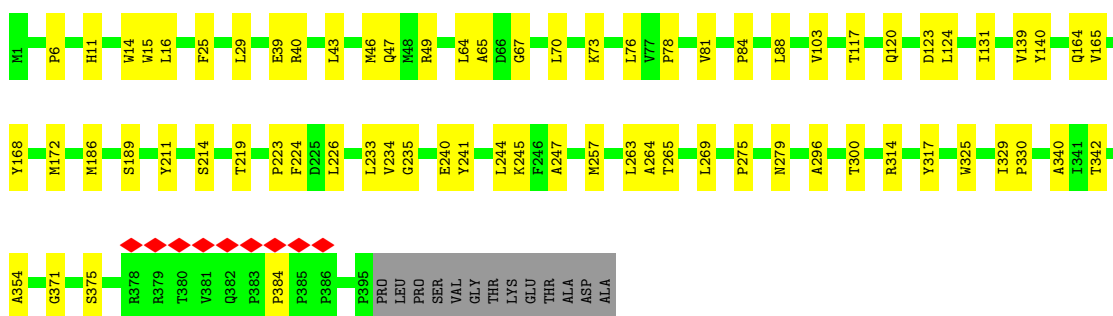 M1 P6 H11 W14 W15 L16 F25 L29 E39 R40 L43 M46 Q47 M48 R49 L64 A65 D66 G67 L70 K73 L76 V77 P78 V81 P84 L88 V103 T117 Q120 D123 L124 I131 V139 Y140 Q164 V165
Y168 M172 M186 S189 Y211 S214 T219 P223 F224 D225 L226 L233 V234 G235 E240 Y241 L244 K245 F246 A247 M257 L263 A264 T265 L269 P275 N279 A296 T300 R314 Y317 W325 I329 P330 A340 I341 T342
A354 G371 S375 R378 R379 T380 V381 Q382 P383 P384 P385 P386 P395 PRO LEU PRO SER VAL GLY THR LYS GLU THR ALA ASP ALA